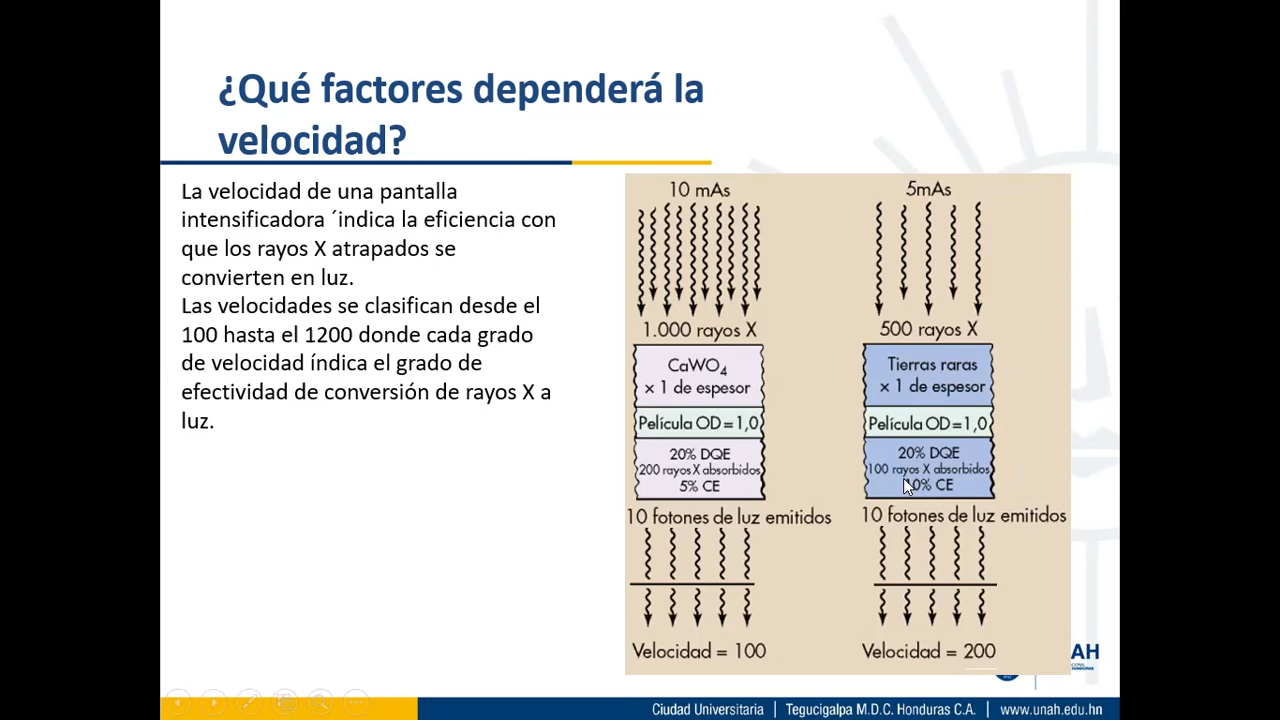 ¿Qué factores dependerá la
velocidad?
La velocidad de una pantalla
intensificadora ´indica la eficiencia con
que los rayos X atrapados se
convierten en luz.
Las velocidades se clasifican desde el
100 hasta el 1200 donde cada grado
de velocidad índica el grado de
efectividad de conversión de rayos X a
luz.
10 mAs
1.000 rayos X
CaWO₄
x 1 de espesor
Película OD=1,0
20% DQE
200 rayos X absorbidos
5% CE
10 fotones de luz emitidos
Velocidad = 100
5mAs
500 rayos X
Tierras raras
x 1 de espesor
Película OD=1,0
20% DQE
100 rayos X absorbidos
CE
10 fotones de luz emitidos
Velocidad = 200
AH
Ciudad Universitaria | Tegucigalpa M.D.C. Honduras C.A. | www.unah.edu.hn